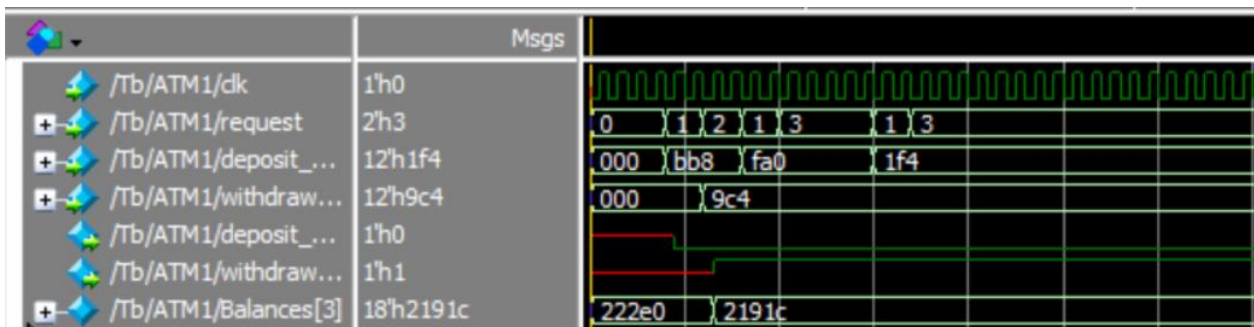 Msgs
/Tb/ATM1/clk 1'h0
/Tb/ATM1/request 2'h3 0 1 2 1 3 1 3
/Tb/ATM1/deposit_... 12'h1f4 000 bb8 fa0 1f4
/Tb/ATM1/withdraw... 12'h9c4 000 9c4
/Tb/ATM1/deposit_... 1'h0
/Tb/ATM1/withdraw... 1'h1
/Tb/ATM1/Balances[3] 18'h2191c 222e0 2191c